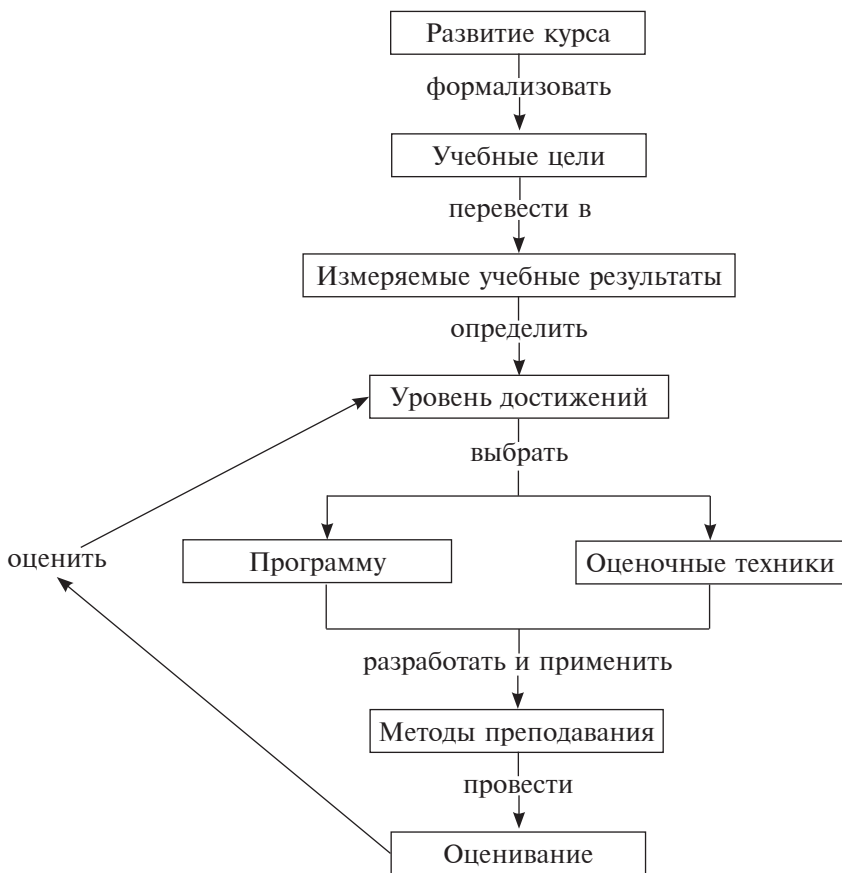 Развитие курса
формализовать
Учебные цели
перевести в
Измеряемые учебные результаты
определить
Уровень достижений
выбрать
оценить
Программу
Оценочные техники
разработать и применить
Методы преподавания
провести
Оценивание